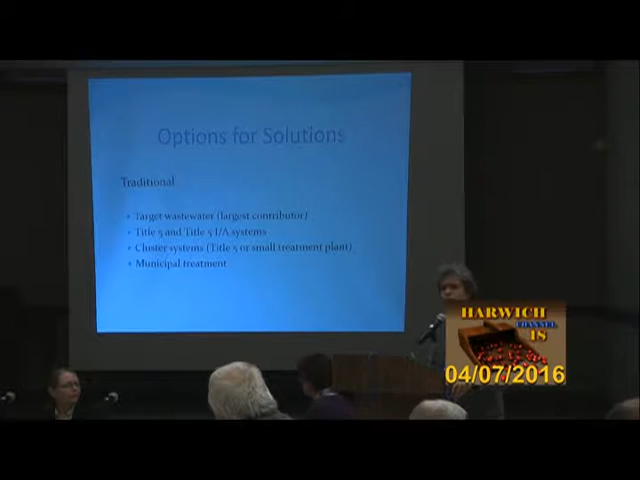 Options for Solutions
Traditional
• Target wastewater (largest contributor)
• Title 5 and Title 5 I/A systems
• Cluster systems (Title 5 or small treatment plant)
• Municipal treatment
HARWICH
CHANNEL
18
04/07/2016